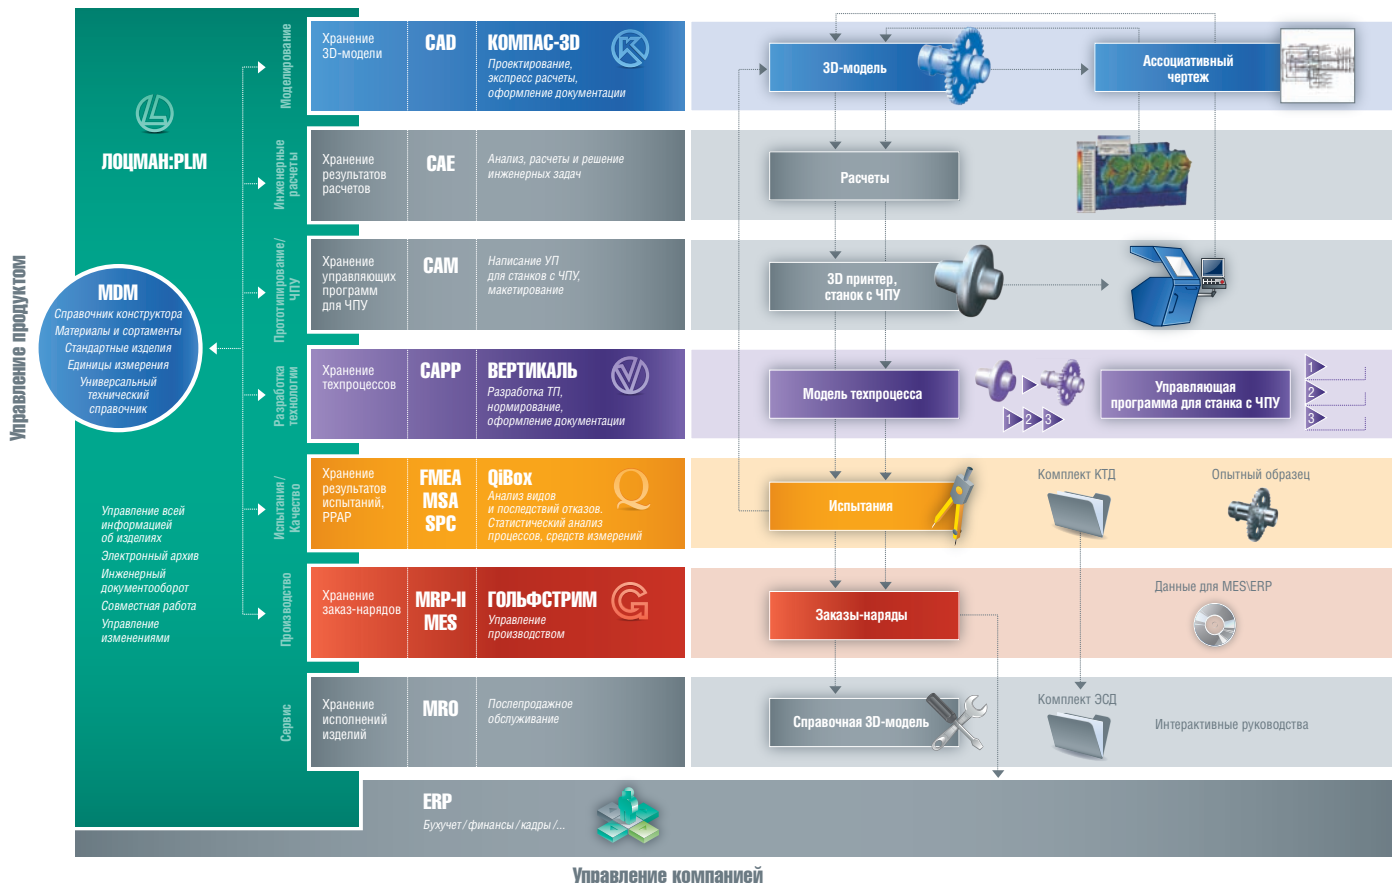 Управление продуктом
ЛОЦМАН:PLM
MDM
Справочник конструктора
Материалы и сортаменты
Стандартные изделия
Единицы измерения
Универсальный
технический
справочник
Управление всей
информацией
об изделиях
Электронный архив
Инженерный
документооборот
Совместная работа
Управление
изменениями
Моделирование
Хранение
3D-модели
CAD
КОМПАС-3D
Проектирование,
экспресс расчеты,
оформление документации
3D-модель
Ассоциативный
чертеж
Инженерные
расчеты
Хранение
результатов
расчетов
CAE
Анализ, расчеты и решение
инженерных задач
Расчеты
Прототипирование/
ЧПУ
Хранение
управляющих
программ
для ЧПУ
CAM
Написание УП
для станков с ЧПУ,
макетирование
3D принтер,
станок с ЧПУ
Разработка
технологии
Хранение
техпроцессов
CAPP
ВЕРТИКАЛЬ
Разработка ТП,
нормирование,
оформление документации
Модель техпроцесса
1 2 3
Управляющая
программа для станка с ЧПУ
1
2
3
Испытания/
Качество
Хранение
результатов
испытаний,
PPAP
FMEA
MSA
SPC
QiBox
Анализ видов
и последствий отказов.
Статистический анализ
процессов, средств измерений
Испытания
Комплект КТД
Опытный образец
Производство
Хранение
заказ-нарядов
MRP-II
MES
ГОЛЬФСТРИМ
Управление
производством
Заказы-наряды
Данные для MES\ERP
Сервис
Хранение
исполнений
изделий
MRO
Послепродажное
обслуживание
Справочная 3D-модель
Комплект ЭСД
Интерактивные руководства
ERP
Бухучет/финансы/кадры/...
Управление компанией